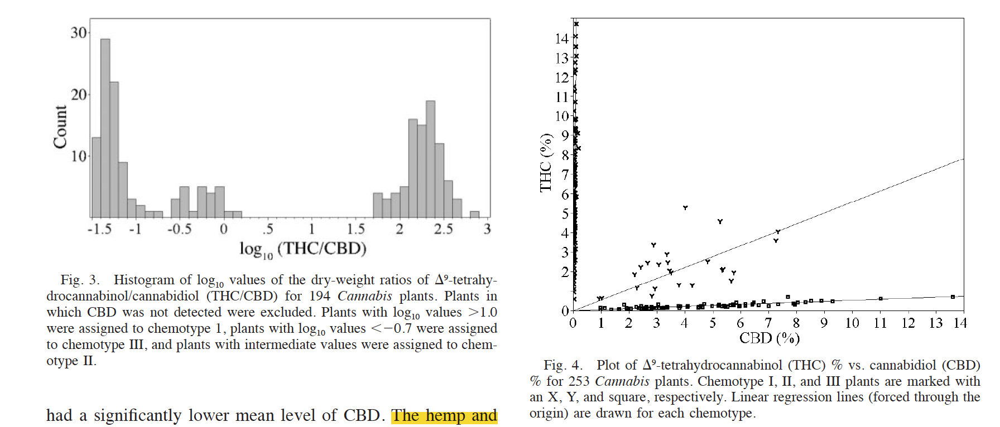 30
20
10
Count
-1.5 -1 -0.5 0 .5 1 1.5 2 2.5 3
log₁₀ (THC/CBD)
Fig. 3. Histogram of log₁₀ values of the dry-weight ratios of Δ⁹-tetrahy-
drocannabinol/cannabidiol (THC/CBD) for 194 Cannabis plants. Plants in
which CBD was not detected were excluded. Plants with log₁₀ values >1.0
were assigned to chemotype 1, plants with log₁₀ values <−0.7 were assigned
to chemotype III, and plants with intermediate values were assigned to chem-
otype II.
had a significantly lower mean level of CBD. The hemp and
14
13
12
11
10
9
8
7
6
5
4
3
2
0
THC (%)
0 1 2 3 4 5 6 7 8 9 10 11 12 13 14
CBD (%)
Fig. 4. Plot of Δ⁹-tetrahydrocannabinol (THC) % vs. cannabidiol (CBD)
% for 253 Cannabis plants. Chemotype I, II, and III plants are marked with
an X, Y, and square, respectively. Linear regression lines (forced through the
origin) are drawn for each chemotype.